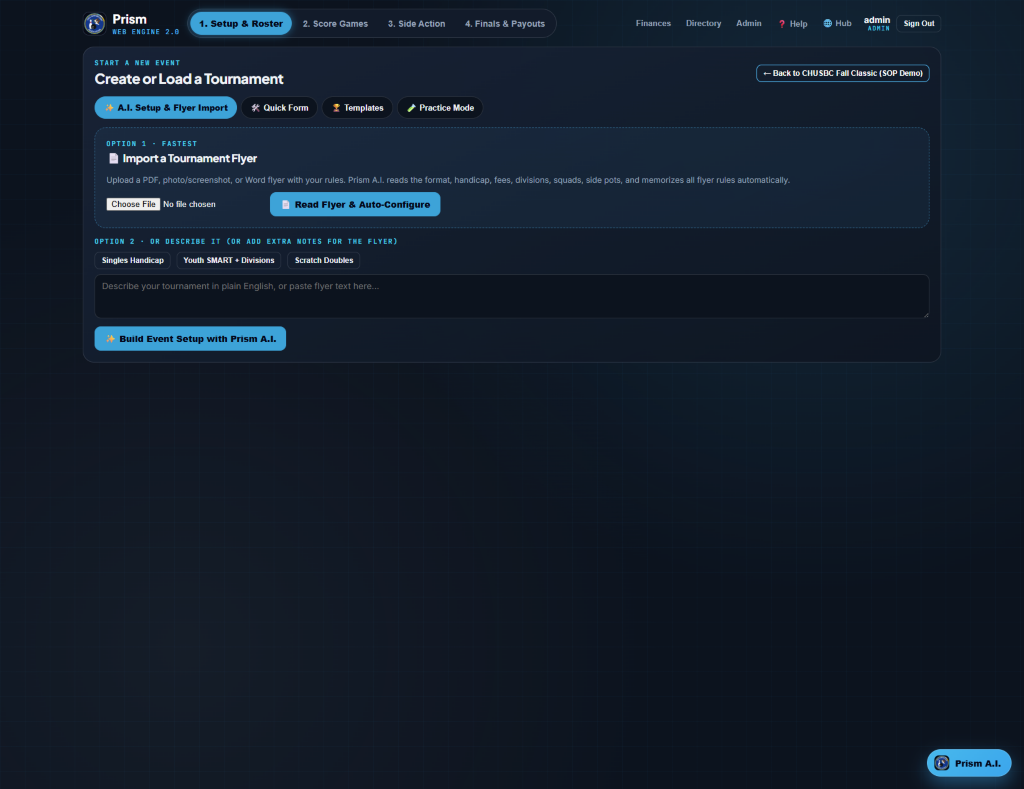 Prism
WEB ENGINE 2.0
1. Setup & Roster
2. Score Games
3. Side Action
4. Finals & Payouts
Finances
Directory
Admin
❓ Help
🌐 Hub
admin
ADMIN
Sign Out
START A NEW EVENT
Create or Load a Tournament
← Back to CHUSBC Fall Classic (SOP Demo)
✨ A.I. Setup & Flyer Import
🛠 Quick Form
🏆 Templates
🧪 Practice Mode
OPTION 1 · FASTEST
📄 Import a Tournament Flyer
Upload a PDF, photo/screenshot, or Word flyer with your rules. Prism A.I. reads the format, handicap, fees, divisions, squads, side pots, and memorizes all flyer rules automatically.
Choose File No file chosen
📄 Read Flyer & Auto-Configure
OPTION 2 · OR DESCRIBE IT (OR ADD EXTRA NOTES FOR THE FLYER)
Singles Handicap
Youth SMART + Divisions
Scratch Doubles
Describe your tournament in plain English, or paste flyer text here...
✨ Build Event Setup with Prism A.I.
Prism A.I.